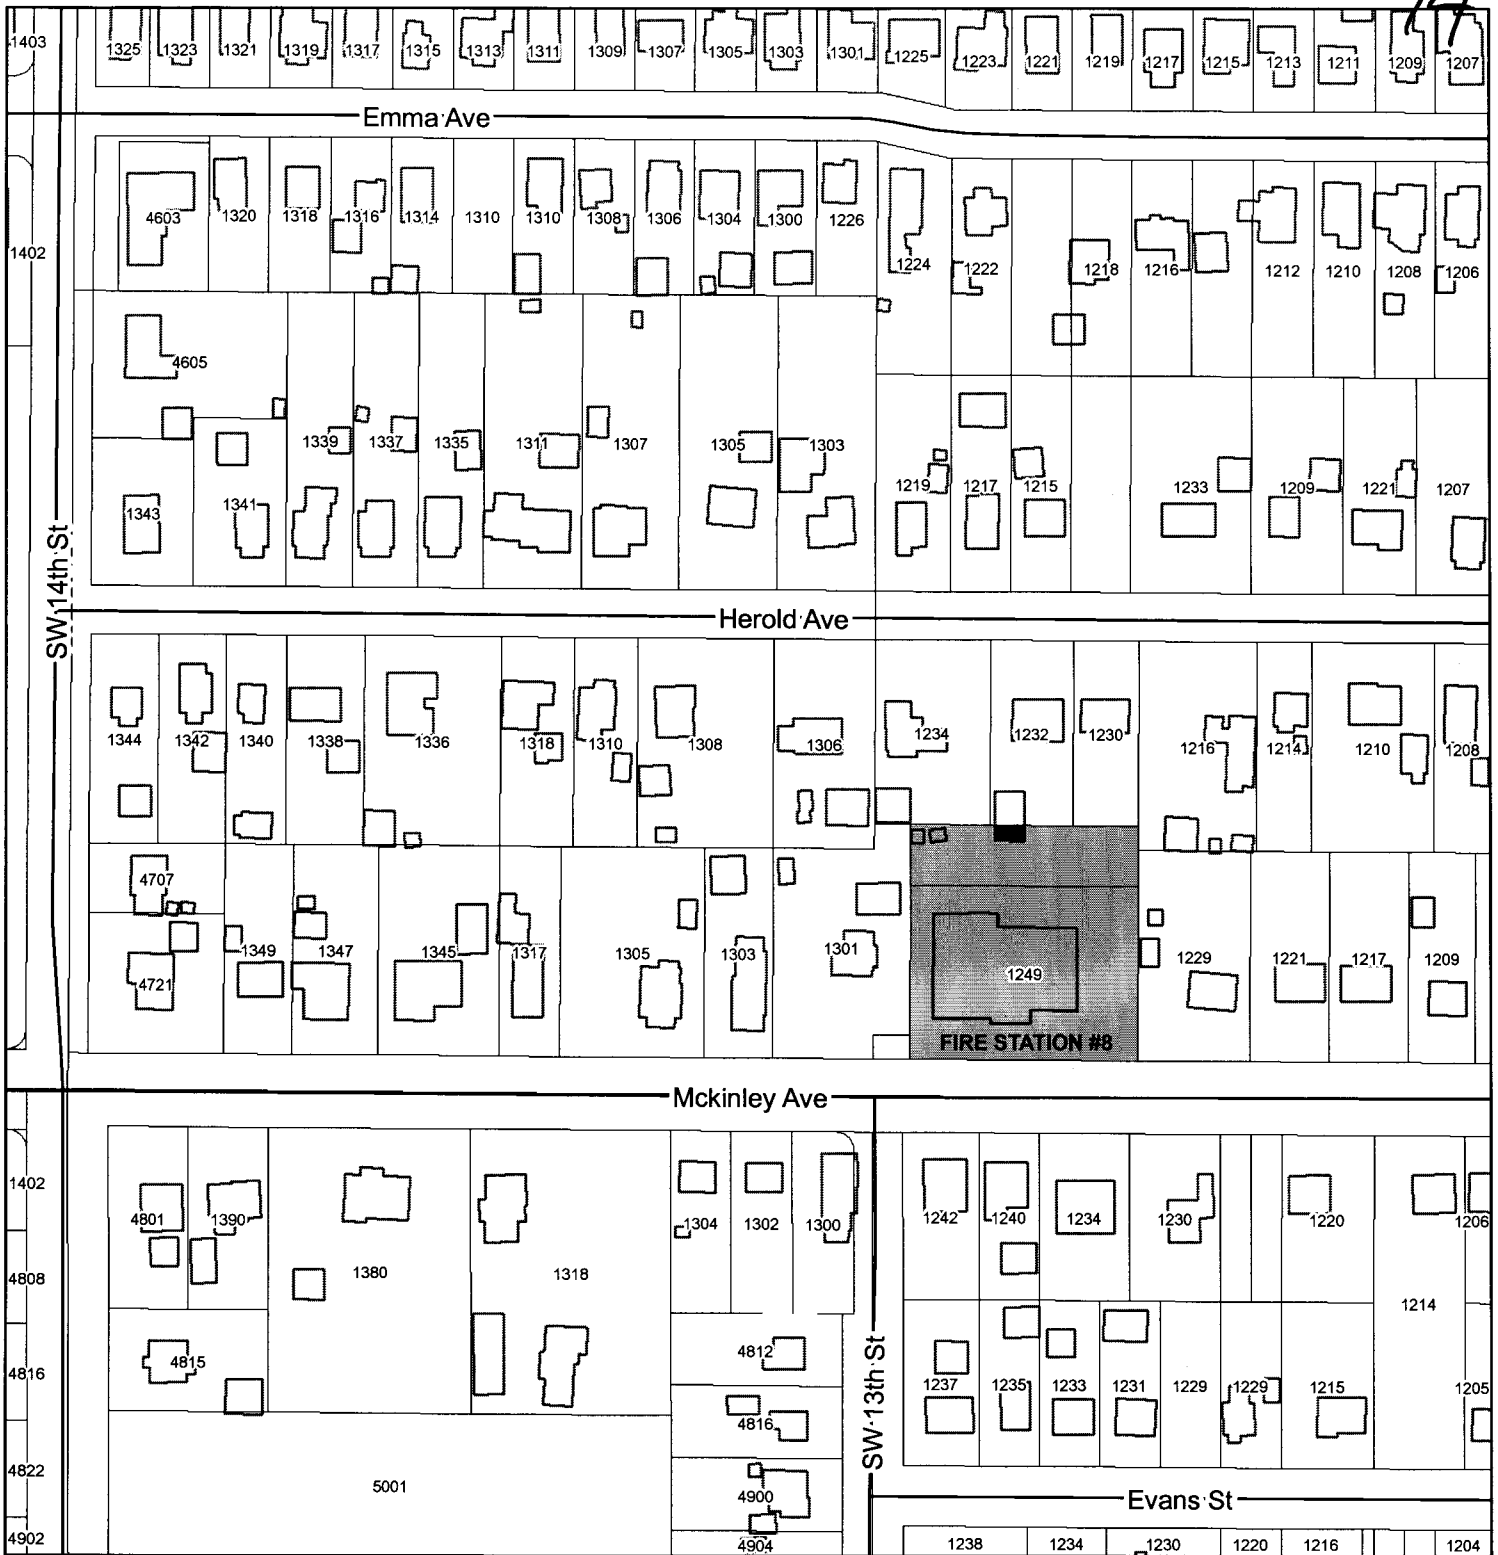 14
1403 1325 1323 1321 1319 1317 1315 1313 1311 1309 1307 1305 1303 1301 1225 1223 1221 1219 1217 1215 1213 1211 1209 1207
Emma Ave
4603 1320 1318 1316 1314 1310 1310 1308 1306 1304 1300 1226
1402 1224 1222 1218 1216 1212 1210 1208 1206
4605
1339 1337 1335 1311 1307 1305 1303
1343 1341 1219 1217 1215 1233 1209 1221 1207
SW 14th St
Herold Ave
1344 1342 1340 1338 1336 1318 1310 1308 1306 1234 1232 1230 1216 1214 1210 1208
4707
1349 1347 1345 1317 1305 1303 1301 1249 1229 1221 1217 1209
4721
FIRE STATION #8
Mckinley Ave
1402
4801 1390 1304 1302 1300 1242 1240 1234 1230 1220 1206
4808 1380 1318 1214
4815 4812
SW 13th St
4816 1237 1235 1233 1231 1229 1229 1215 1205
4816
4822 5001 4900
Evans St
4902 4904 1238 1234 1230 1220 1216 1204